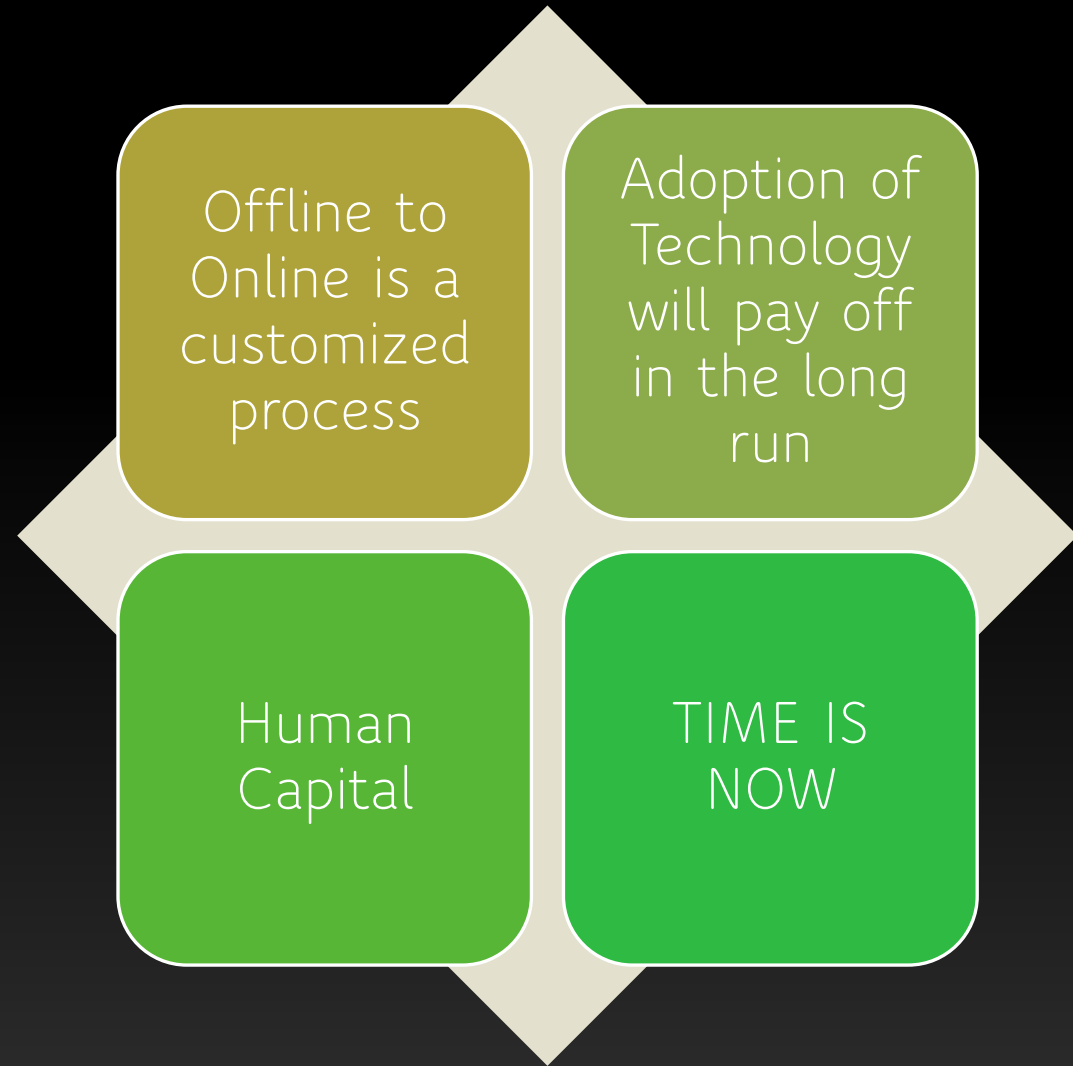 Offline to
Online is a
customized
process
Adoption of
Technology
will pay off
in the long
run
Human
Capital
TIME IS
NOW